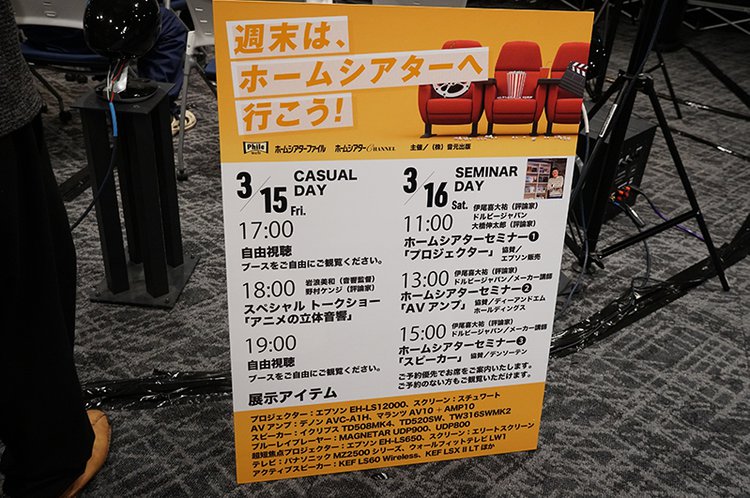 週末は、
ホームシアターへ
行こう！
Phile web
ホームシアターファイル
ホームシアターCHANNEL
主催／（株）音元出版
3/15 Fri.
CASUAL DAY
17:00
自由視聴
ブースをご自由にご観覧ください。
18:00 岩浪美和（音響監督）
野村ケンジ（評論家）
スペシャル トークショー
「アニメの立体音響」
19:00
自由視聴
ブースをご自由にご観覧ください。
3/16 Sat.
SEMINAR DAY
11:00 伊尾喜大祐（評論家）
ドルビージャパン
大橋伸太郎（評論家）
ホームシアターセミナー❶
「プロジェクター」 協賛／エプソン販売
13:00 伊尾喜大祐（評論家）
ドルビージャパン／メーカー講師
ホームシアターセミナー❷
「AV アンプ」 協賛／ディーアンドエム ホールディングス
15:00 伊尾喜大祐（評論家）
ドルビージャパン／メーカー講師
ホームシアターセミナー❸
「スピーカー」 協賛／デンソーテン
ご予約優先でお席をご案内いたします。
ご予約のない方もご観覧いただけます。
展示アイテム
プロジェクター：エプソン EH-LS12000、スクリーン：スチュワート
AV アンプ：デノン AVC-A1H、マランツ AV10 + AMP10
スピーカー：イクリプス TD508MK4、TD520SW、TW316SWMK2
ブルーレイプレーヤー：MAGNETAR UDP900、UDP800
超短焦点プロジェクター：エプソン EH-LS650、スクリーン：エリートスクリーン
テレビ：パナソニック MZ2500 シリーズ、ウォールフィットテレビ LW1
アクティブスピーカー：KEF LS60 Wireless、KEF LSX II LT ほか